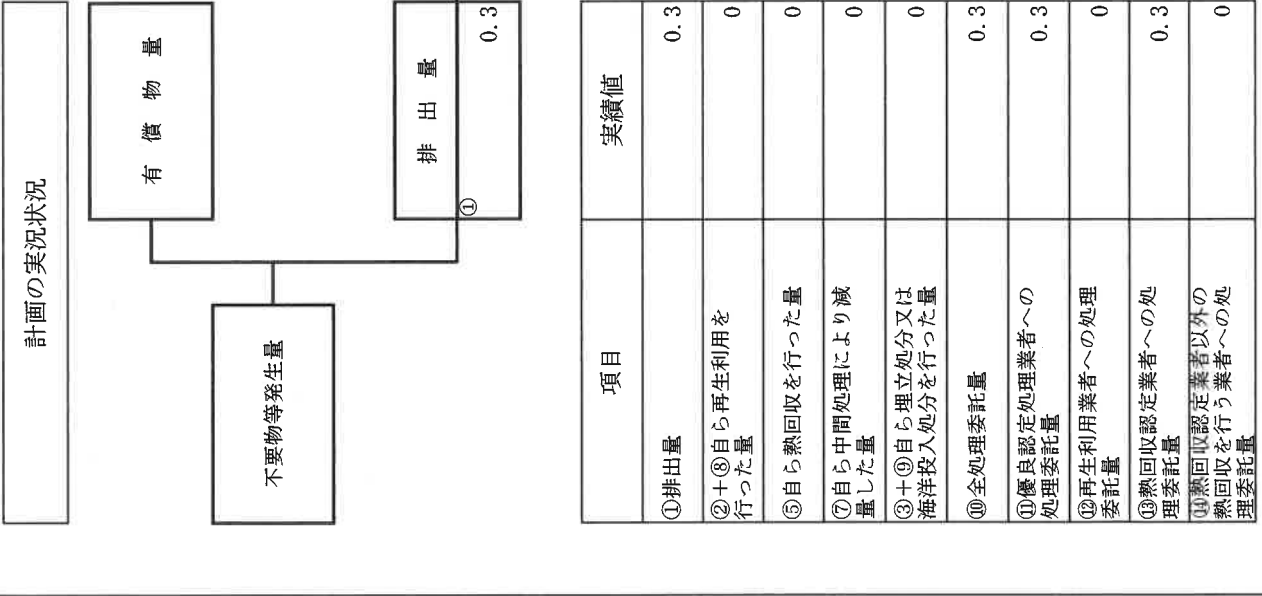 計画の実況状況
有償物量
不要物等発生量
排出量
①
0.3
項目
実績値
①排出量
0.3
②+⑧自ら再生利用を
行った量
0
⑤自ら熱回収を行った量
0
⑦自ら中間処理により減
量した量
0
③+⑨自ら埋立処分又は
海洋投入処分を行った量
0
⑩全処理委託量
0.3
⑪優良認定処理業者への
処理委託量
0.3
⑫再生利用業者への処理
委託量
0
⑬熱回収認定業者への処
理委託量
0.3
⑭熱回収認定業者以外の
熱回収を行う業者への処
理委託量
0